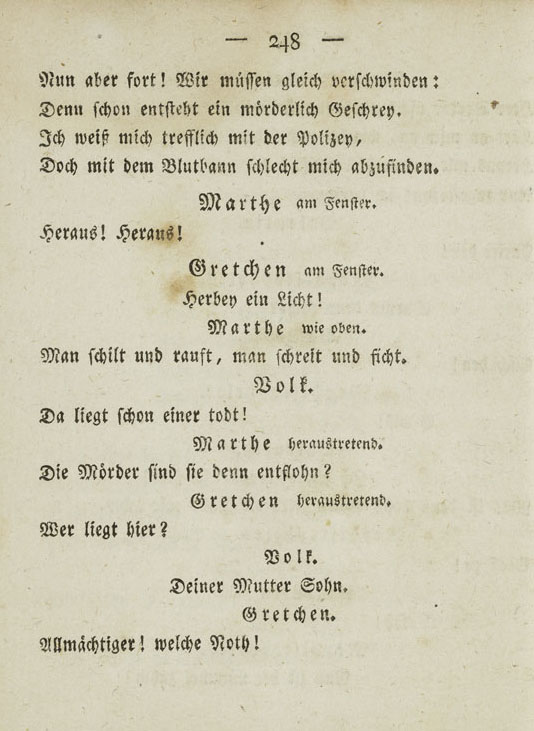 — 248 —
Nun aber fort! Wir müssen gleich verschwinden:
Denn schon entsteht ein mörderlich Geschrey.
Ich weiß mich trefflich mit der Polizey,
Doch mit dem Blutbann schlecht mich abzufinden.
Marthe am Fenster.
Heraus! Heraus!
Gretchen am Fenster.
Herbey ein Licht!
Marthe wie oben.
Man schilt und rauft, man schreit und ficht.
Volk.
Da liegt schon einer todt!
Marthe heraustretend.
Die Mörder sind sie denn entflohn?
Gretchen heraustretend.
Wer liegt hier?
Volk.
Deiner Mutter Sohn.
Gretchen.
Allmächtiger! welche Noth!